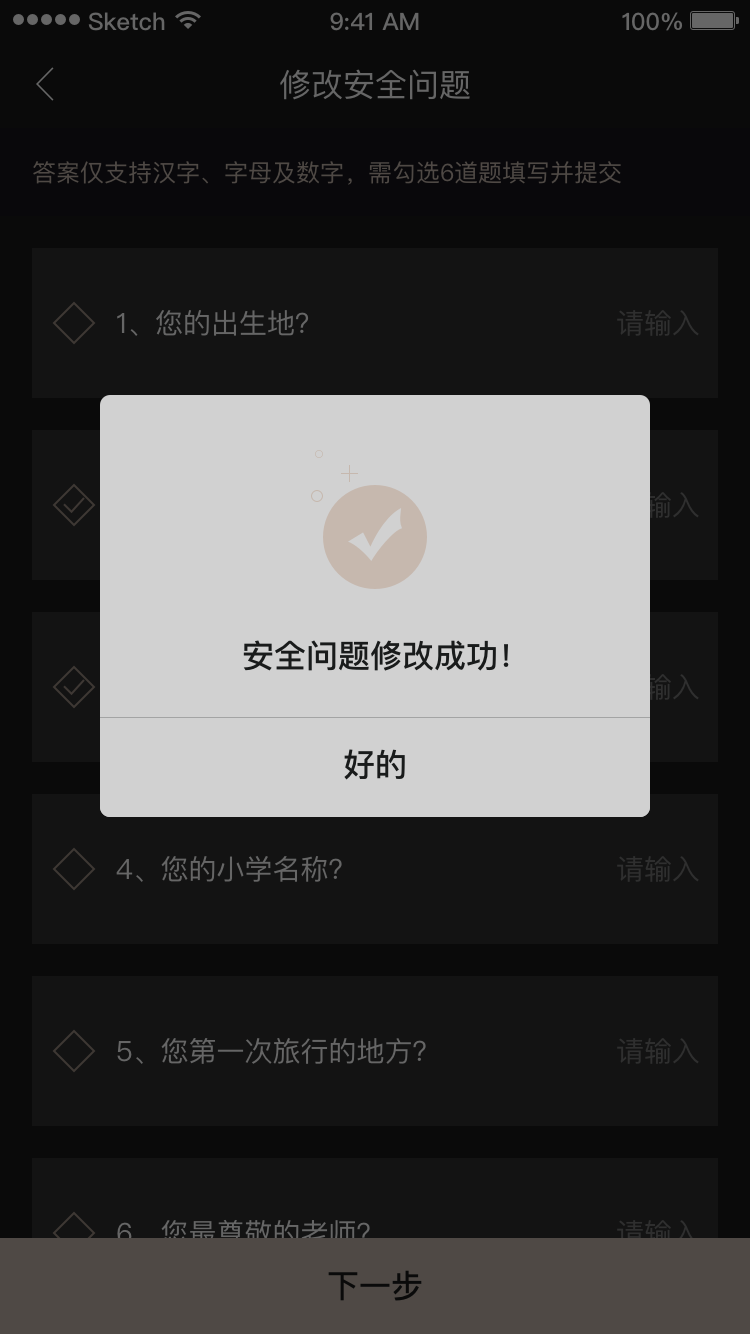 Sketch 9:41 AM 100%
修改安全问题
答案仅支持汉字、字母及数字，需勾选6道题填写并提交
1、您的出生地? 请输入
输入
安全问题修改成功!
输入
好的
4、您的小学名称? 请输入
5、您第一次旅行的地方? 请输入
6、您最尊敬的老师? 请输入
下一步